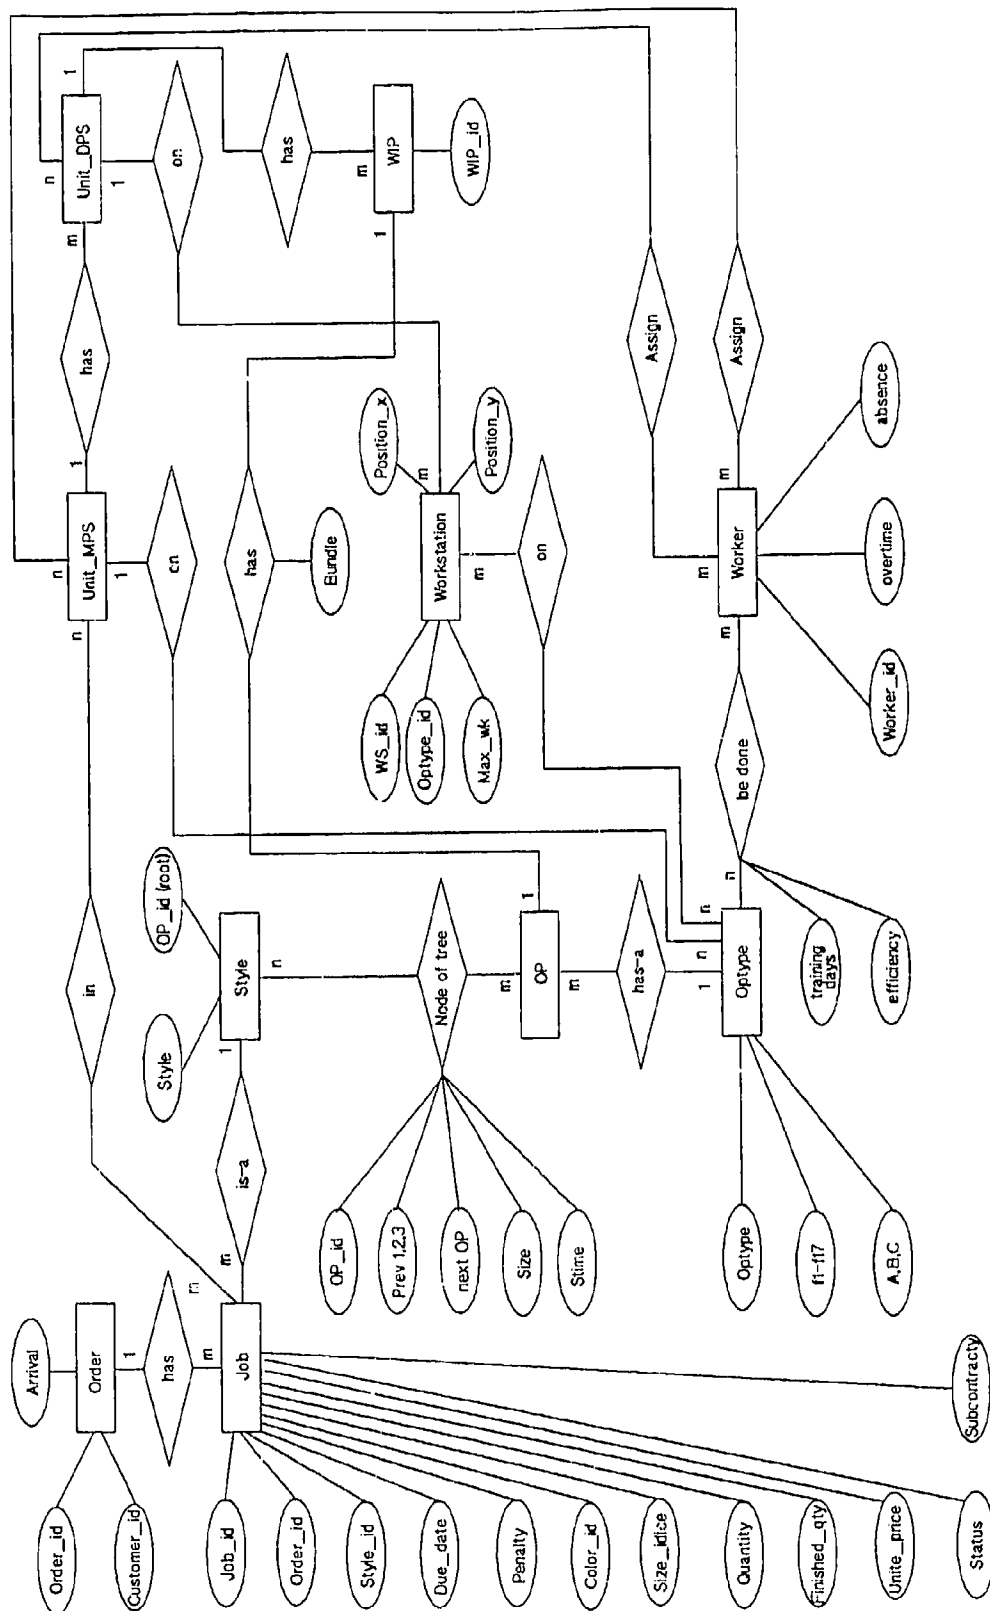 Order_id
Customer_id
Arrival
Order
1
has
m
Job
Job_id
Order_id
Style_id
Due_date
Penalty
Color_id
Size_idice
Quantity
Finished_qty
Unite_price
Status
Subcontracty
m
in
n
m
is-a
1
Style
Style
OP_id (root)
n
Node of tree
m
OP_id
Prev 1,2,3
next OP
Size
Stime
OP
1
m
has-a
1
n
n
Optype
Optype
f1-f17
A,B,C
n
be done
m
training
days
efficiency
Unit_MPS
n
1
on
1
has
m
Unit_DPS
n
1
1
on
has
m
WIP
WIP_id
1
has
Bundle
Workstation
WS_id
Optype_id
Max_wk
Position_x
Position_y
m
m
on
Worker
m
m
Assign
Assign
Worker_id
overtime
absence